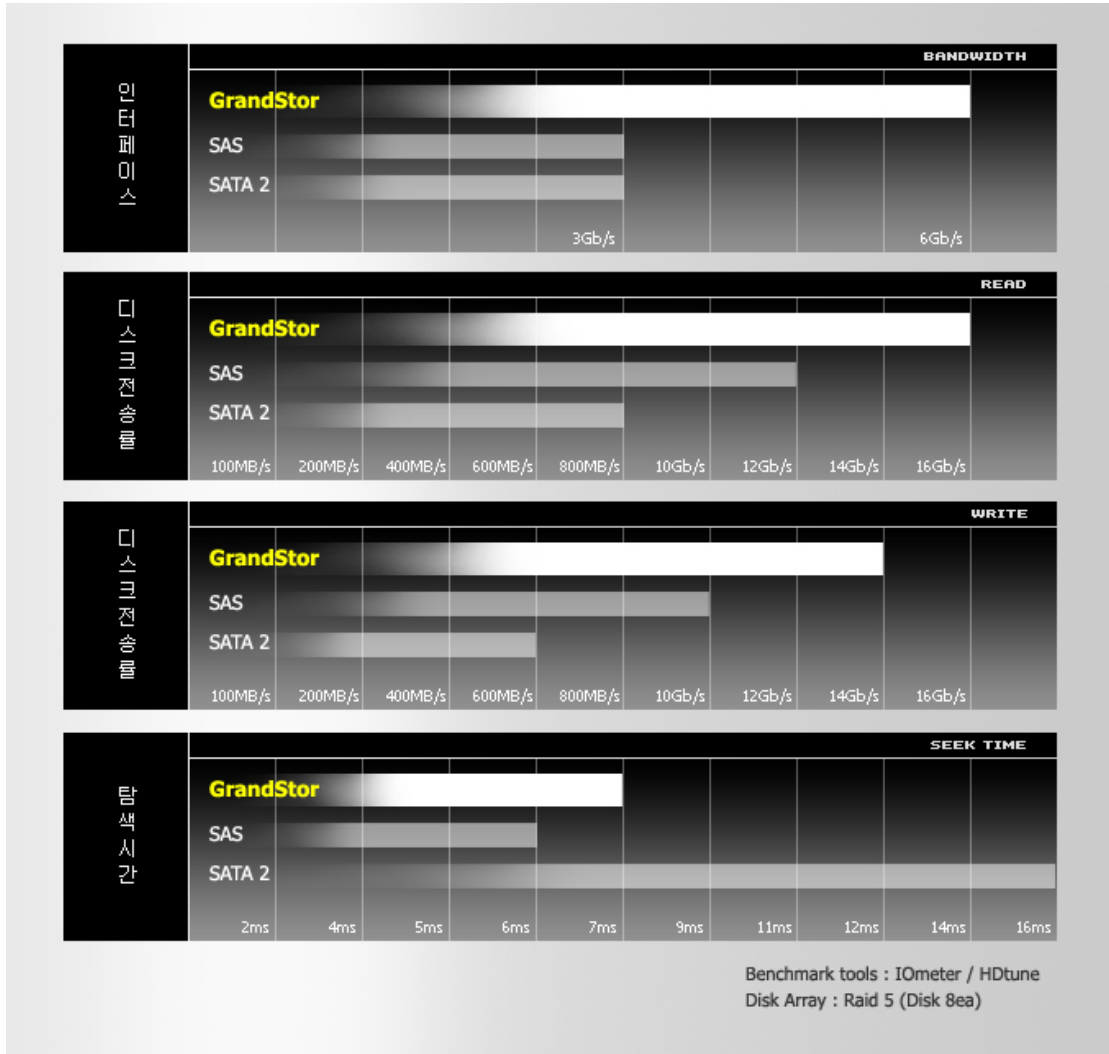 BANDWIDTH
인터페이스
GrandStor
SAS
SATA 2
3Gb/s 6Gb/s
READ
디스크전송률
GrandStor
SAS
SATA 2
100MB/s 200MB/s 400MB/s 600MB/s 800MB/s 10Gb/s 12Gb/s 14Gb/s 16Gb/s
WRITE
디스크전송률
GrandStor
SAS
SATA 2
100MB/s 200MB/s 400MB/s 600MB/s 800MB/s 10Gb/s 12Gb/s 14Gb/s 16Gb/s
SEEK TIME
탐색시간
GrandStor
SAS
SATA 2
2ms 4ms 5ms 6ms 7ms 9ms 11ms 12ms 14ms 16ms
Benchmark tools : IOmeter / HDtune
Disk Array : Raid 5 (Disk 8ea)